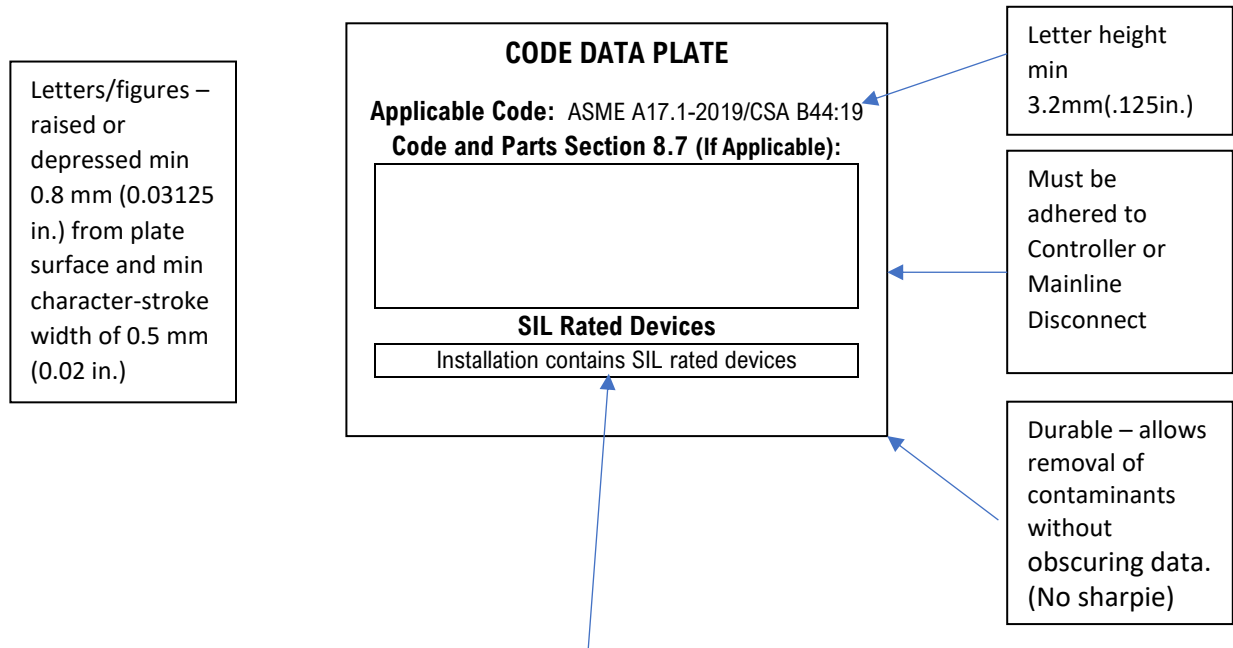 Letters/figures –
raised or
depressed min
0.8 mm (0.03125
in.) from plate
surface and min
character-stroke
width of 0.5 mm
(0.02 in.)
CODE DATA PLATE
Applicable Code: ASME A17.1-2019/CSA B44:19
Code and Parts Section 8.7 (If Applicable):
SIL Rated Devices
Installation contains SIL rated devices
Letter height
min
3.2mm(.125in.)
Must be
adhered to
Controller or
Mainline
Disconnect
Durable – allows
removal of
contaminants
without
obscuring data.
(No sharpie)